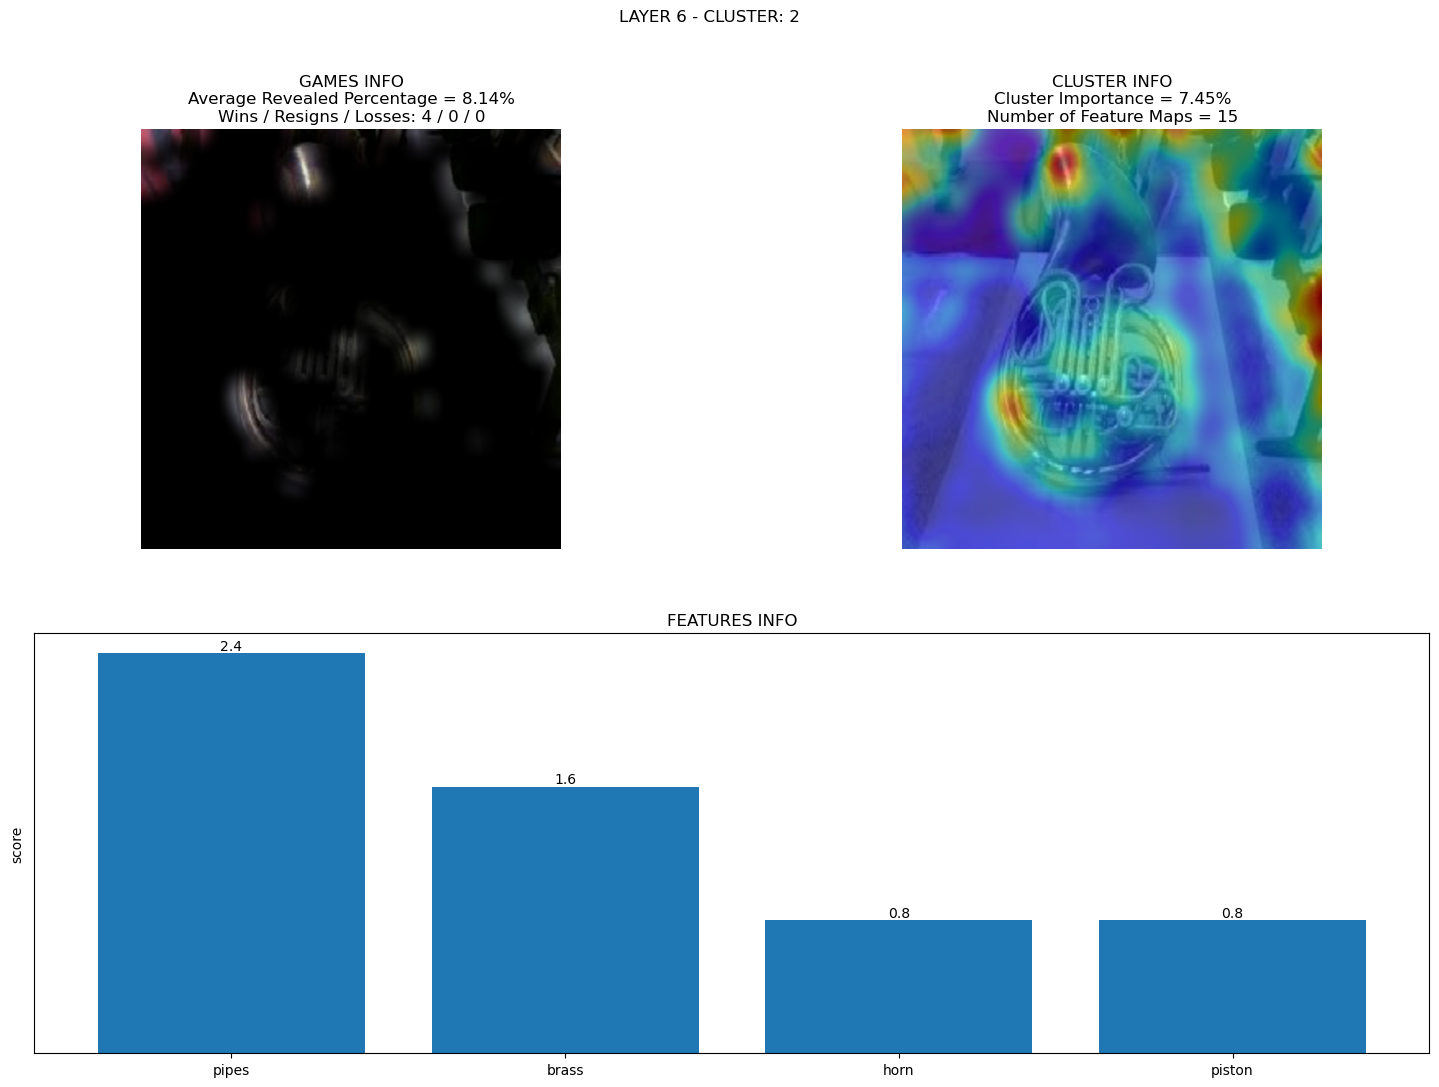 LAYER 6 - CLUSTER: 2
GAMES INFO
Average Revealed Percentage = 8.14%
Wins / Resigns / Losses: 4 / 0 / 0
CLUSTER INFO
Cluster Importance = 7.45%
Number of Feature Maps = 15
FEATURES INFO
score
2.4
1.6
0.8
0.8
pipes
brass
horn
piston